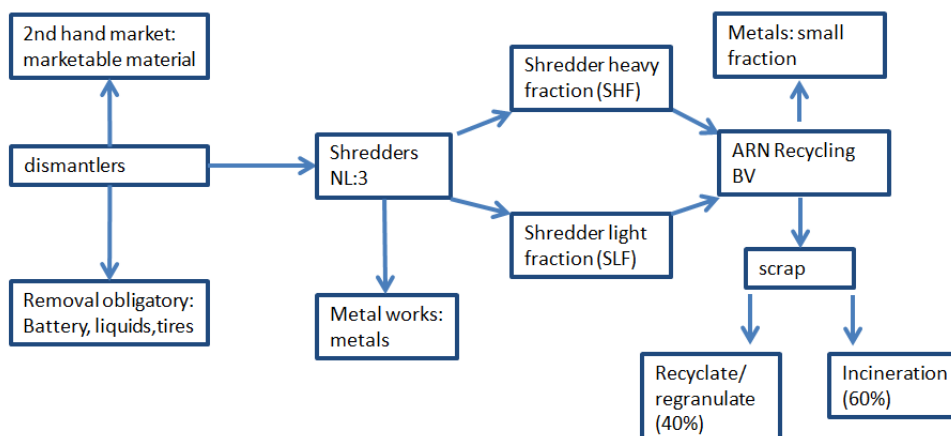 2nd hand market:
marketable material
dismantlers
Removal obligatory:
Battery, liquids,tires
Shredders
NL:3
Metal works:
metals
Shredder heavy
fraction (SHF)
Shredder light
fraction (SLF)
Metals: small
fraction
ARN Recycling
BV
scrap
Recyclate/
regranulate
(40%)
Incineration
(60%)